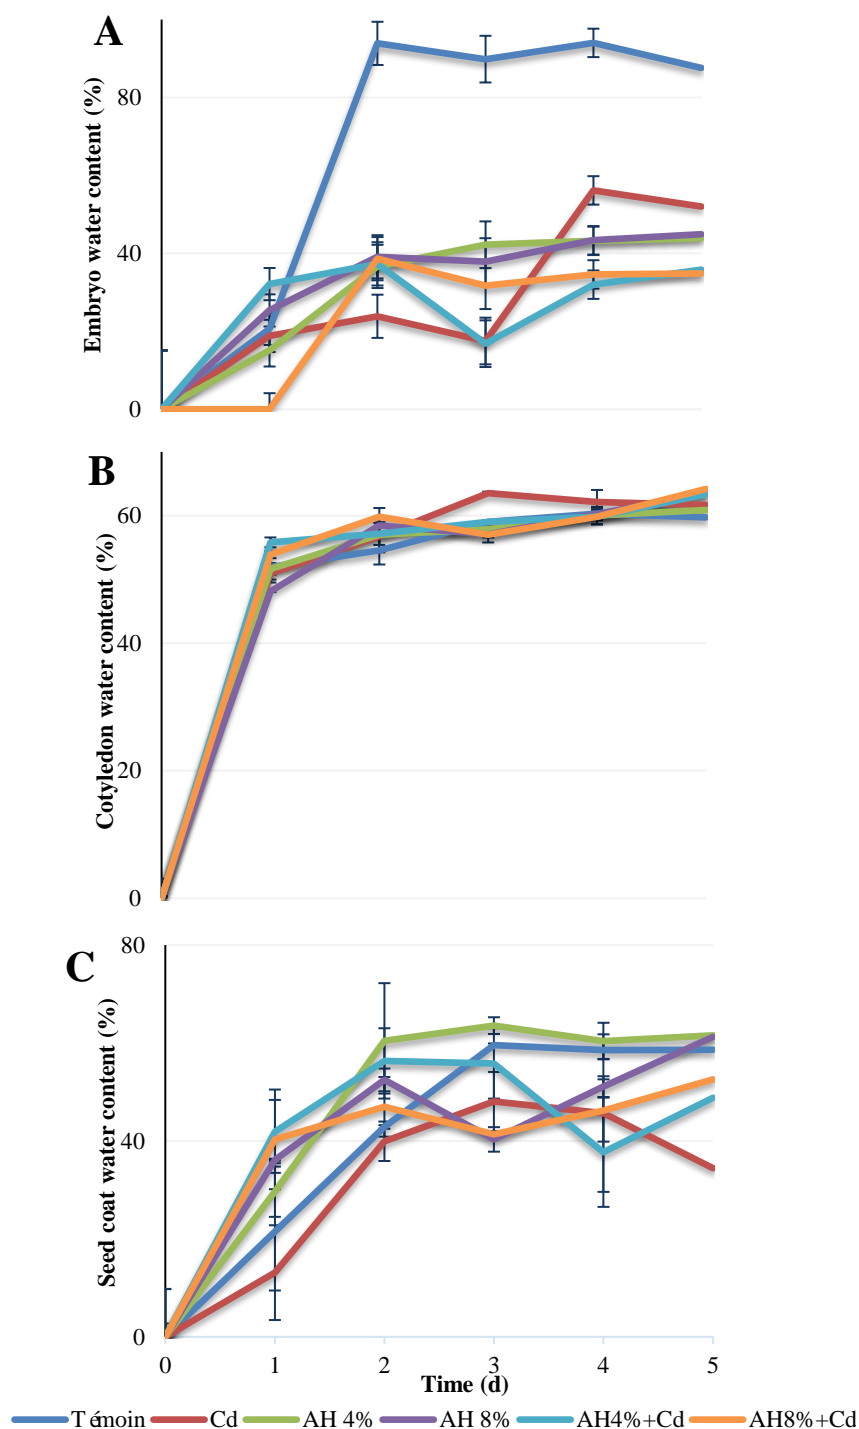 A
Embryo water content (%)
80
40
0
B
Cotyledon water content (%)
60
40
20
0
C
Seed coat water content (%)
80
40
0
0 1 2 3 4 5
Time (d)
Témoin Cd AH 4% AH 8% AH4%+Cd AH8%+Cd